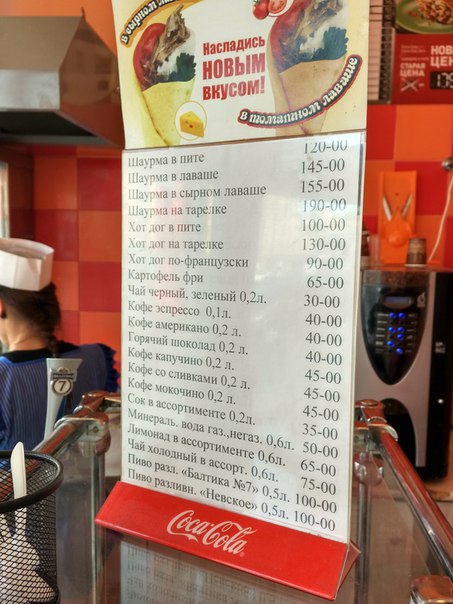 в сырном
Насладись
НОВЫМ
вкусом!
в томатном лаваше
Шаурма в пите 120-00
Шаурма в лаваше 145-00
Шаурма в сырном лаваше 155-00
Шаурма на тарелке 190-00
Хот дог в пите 100-00
Хот дог на тарелке 130-00
Хот дог по-французски 90-00
Картофель фри 65-00
Чай черный, зеленый 0,2л. 30-00
Кофе эспрессо 0,1л. 40-00
Кофе американо 0,2 л. 40-00
Горячий шоколад 0,2 л. 40-00
Кофе капучино 0,2 л. 45-00
Кофе со сливками 0,2 л. 45-00
Кофе мокочино 0,2 л. 45-00
Сок в ассортименте 0,2л. 35-00
Минераль. вода газ.,негаз. 0,6л. 50-00
Лимонад в ассортименте 0,6л. 65-00
Чай холодный в ассорт. 0,6л. 75-00
Пиво разл. «Балтика №7» 0,5л. 100-00
Пиво разливн. «Невское» 0,5л. 100-00
Coca-Cola
7
СТАРАЯ
ЦЕНА